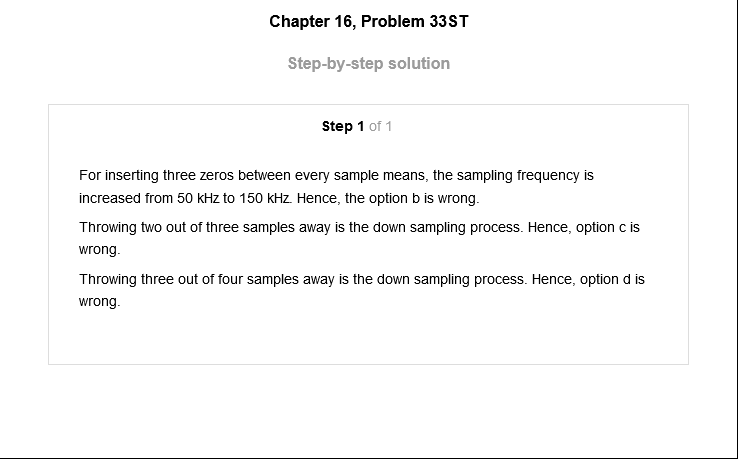 Chapter 16, Problem 33ST
Step-by-step solution
Step 1 of 1
For inserting three zeros between every sample means, the sampling frequency is
increased from 50 kHz to 150 kHz. Hence, the option b is wrong.
Throwing two out of three samples away is the down sampling process. Hence, option c is
wrong.
Throwing three out of four samples away is the down sampling process. Hence, option d is
wrong.